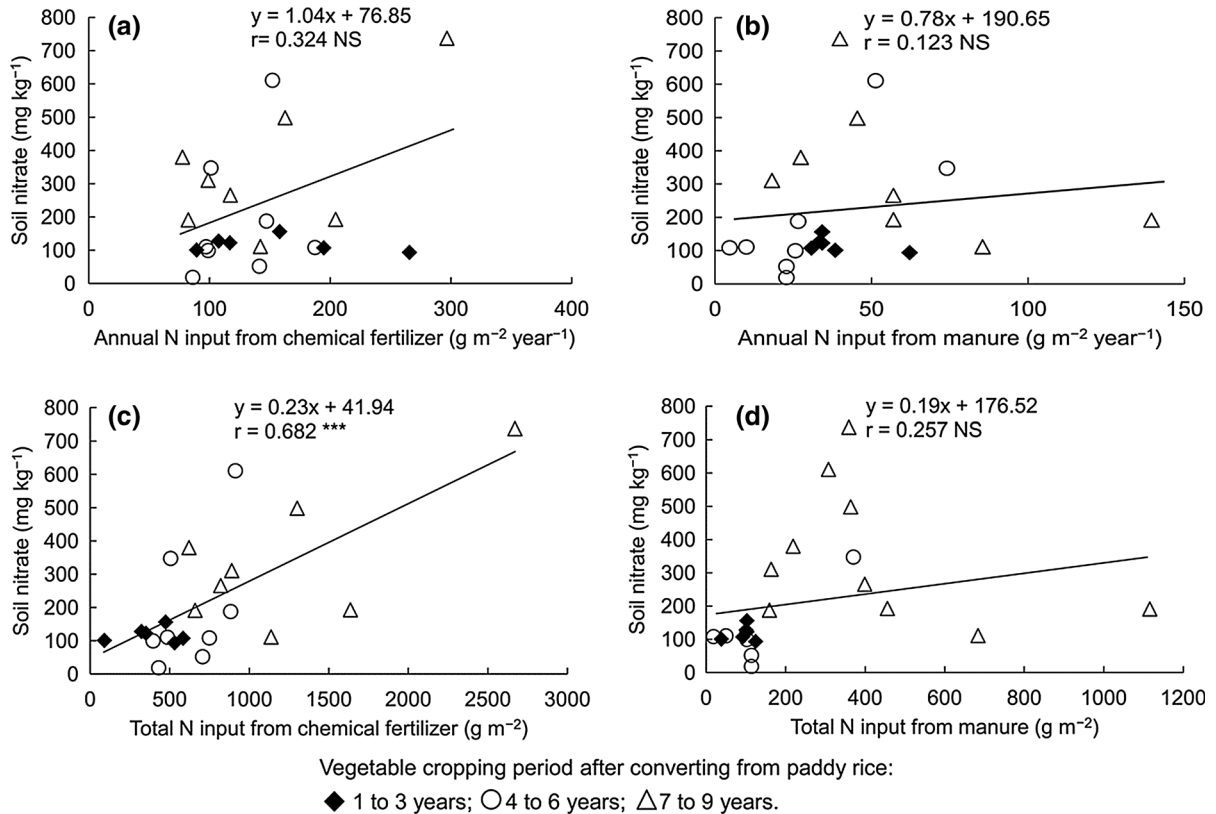 (a)
y = 1.04x + 76.85
r= 0.324 NS
Soil nitrate (mg kg⁻¹)
800
700
600
500
400
300
200
100
0
0 100 200 300 400
Annual N input from chemical fertilizer (g m⁻² year⁻¹)
(b)
y = 0.78x + 190.65
r = 0.123 NS
Soil nitrate (mg kg⁻¹)
800
700
600
500
400
300
200
100
0
0 50 100 150
Annual N input from manure (g m⁻² year⁻¹)
(c)
y = 0.23x + 41.94
r = 0.682 ***
Soil nitrate (mg kg⁻¹)
800
700
600
500
400
300
200
100
0
0 500 1000 1500 2000 2500 3000
Total N input from chemical fertilizer (g m⁻²)
(d)
y = 0.19x + 176.52
r = 0.257 NS
Soil nitrate (mg kg⁻¹)
800
700
600
500
400
300
200
100
0
0 200 400 600 800 1000 1200
Total N input from manure (g m⁻²)
Vegetable cropping period after converting from paddy rice:
◆ 1 to 3 years; ○ 4 to 6 years; △ 7 to 9 years.